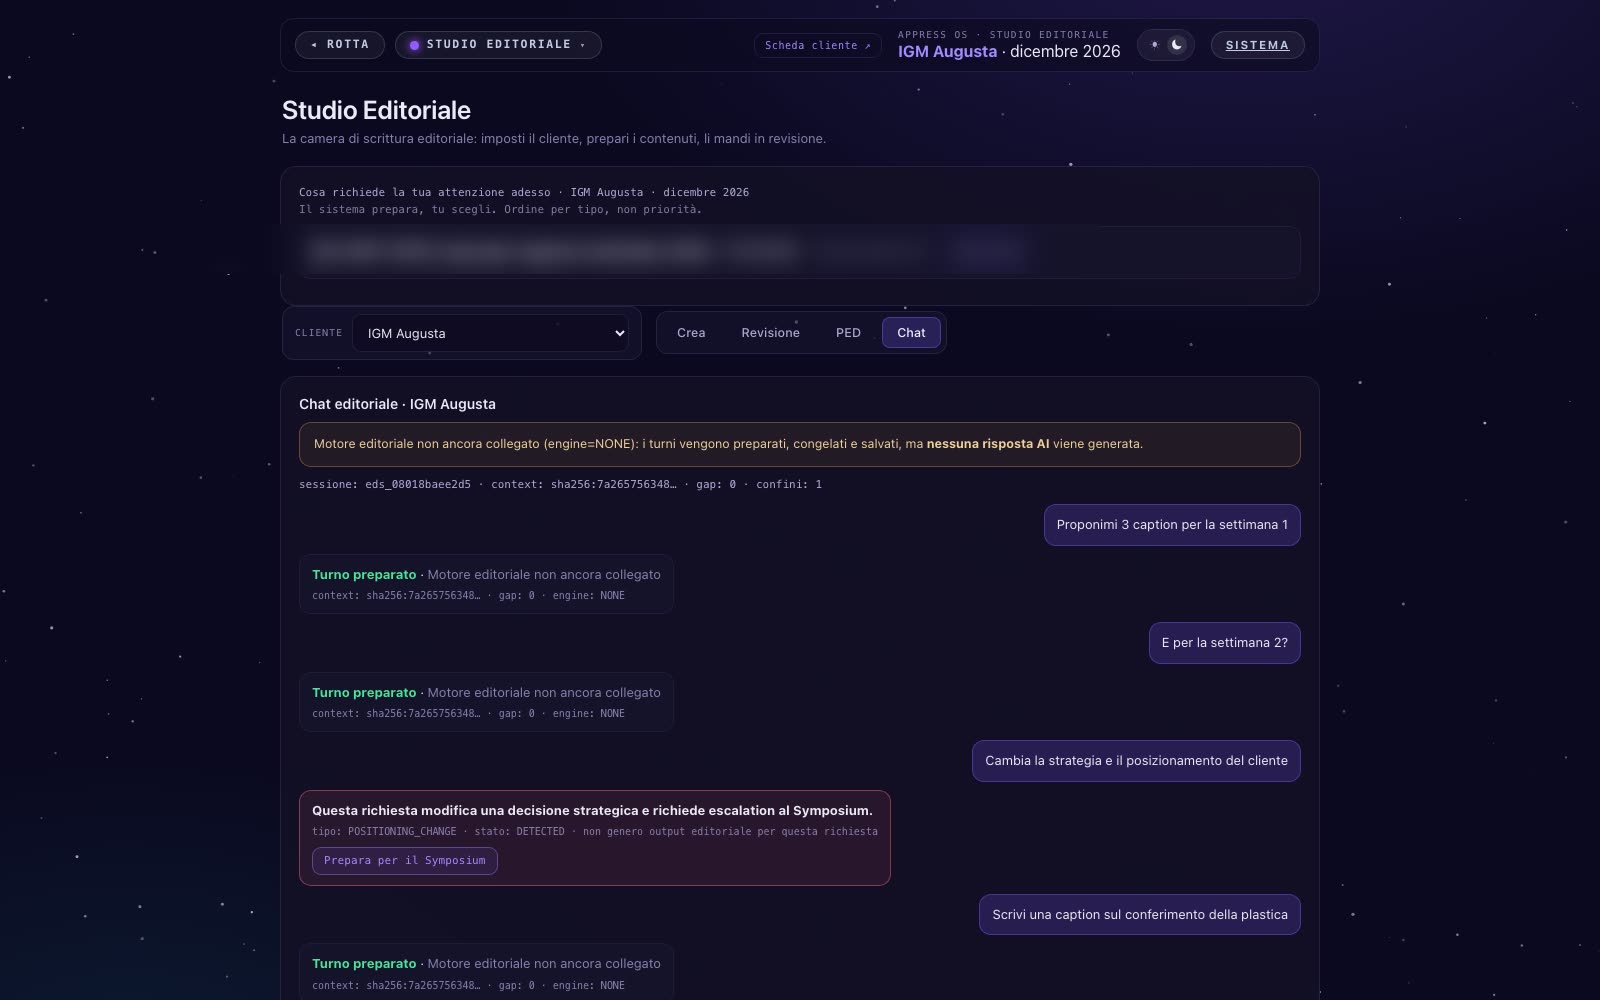 ◂ ROTTA
STUDIO EDITORIALE ▾
Scheda cliente ↗
APPRESS OS · STUDIO EDITORIALE
IGM Augusta · dicembre 2026
SISTEMA
Studio Editoriale
La camera di scrittura editoriale: imposti il cliente, prepari i contenuti, li mandi in revisione.
Cosa richiede la tua attenzione adesso · IGM Augusta · dicembre 2026
Il sistema prepara, tu scegli. Ordine per tipo, non priorità.
CLIENTE
IGM Augusta
Crea
Revisione
PED
Chat
Chat editoriale · IGM Augusta
Motore editoriale non ancora collegato (engine=NONE): i turni vengono preparati, congelati e salvati, ma nessuna risposta AI viene generata.
sessione: eds_08018baee2d5 · context: sha256:7a265756348… · gap: 0 · confini: 1
Proponimi 3 caption per la settimana 1
Turno preparato · Motore editoriale non ancora collegato
context: sha256:7a265756348… · gap: 0 · engine: NONE
E per la settimana 2?
Turno preparato · Motore editoriale non ancora collegato
context: sha256:7a265756348… · gap: 0 · engine: NONE
Cambia la strategia e il posizionamento del cliente
Questa richiesta modifica una decisione strategica e richiede escalation al Symposium.
tipo: POSITIONING_CHANGE · stato: DETECTED · non genero output editoriale per questa richiesta
Prepara per il Symposium
Scrivi una caption sul conferimento della plastica
Turno preparato · Motore editoriale non ancora collegato
context: sha256:7a265756348… · gap: 0 · engine: NONE